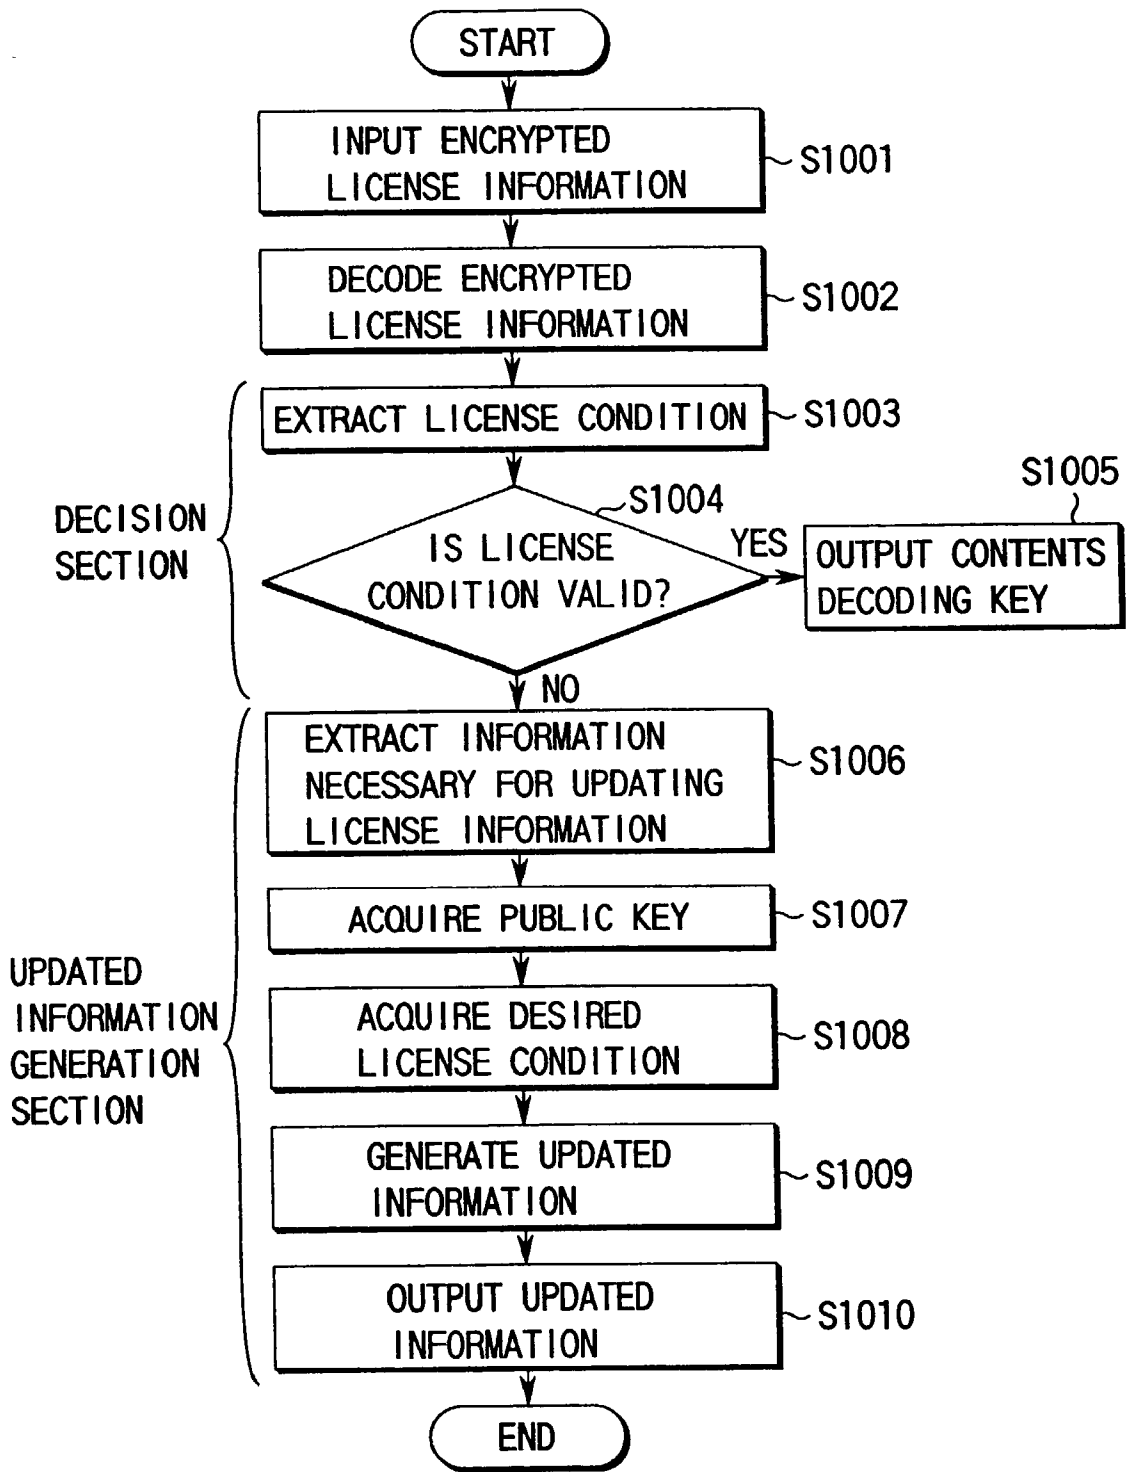 START
INPUT ENCRYPTED
LICENSE INFORMATION
S1001
DECODE ENCRYPTED
LICENSE INFORMATION
S1002
EXTRACT LICENSE CONDITION
S1003
DECISION
SECTION
S1004
IS LICENSE
CONDITION VALID?
YES
S1005
OUTPUT CONTENTS
DECODING KEY
NO
EXTRACT INFORMATION
NECESSARY FOR UPDATING
LICENSE INFORMATION
S1006
ACQUIRE PUBLIC KEY
S1007
UPDATED
INFORMATION
GENERATION
SECTION
ACQUIRE DESIRED
LICENSE CONDITION
S1008
GENERATE UPDATED
INFORMATION
S1009
OUTPUT UPDATED
INFORMATION
S1010
END